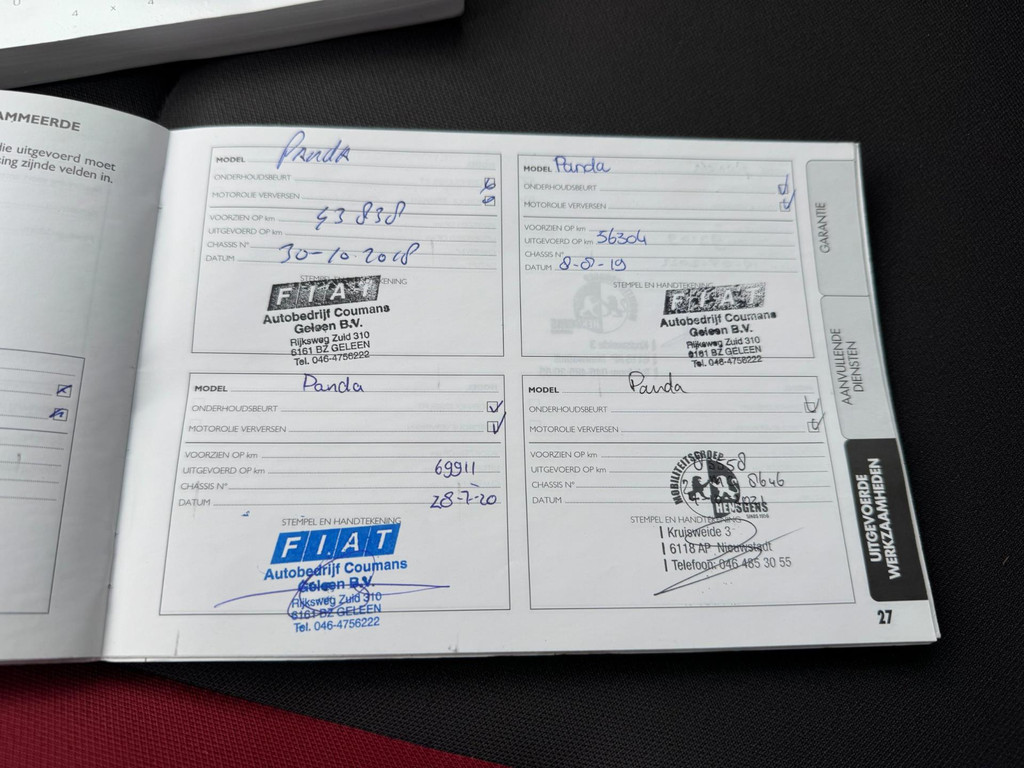 AMMEERDE
die uitgevoerd moet
zijnde velden in.
MODEL Panda
ONDERHOUDSBEURT
MOTOROLIE VERVERSEN
VOORZIEN OP km 43838
UITGEVOERD OP km
CHASSIS N°
DATUM 30-10-2018
STEMPEL EN HANDTEKENING
FIAT
Autobedrijf Coumans
Geleen B.V.
Rijksweg Zuid 310
6161 BZ GELEEN
Tel. 046-4756222
MODEL Panda
ONDERHOUDSBEURT
MOTOROLIE VERVERSEN
VOORZIEN OP km
UITGEVOERD OP km 56304
CHASSIS N°
DATUM 8-8-19
STEMPEL EN HANDTEKENING
FIAT
Autobedrijf Coumans
Geleen B.V.
Rijksweg Zuid 310
6161 BZ GELEEN
Tel. 046-4756222
MODEL Panda
ONDERHOUDSBEURT
MOTOROLIE VERVERSEN
VOORZIEN OP km
UITGEVOERD OP km 69911
CHASSIS N°
DATUM 28-7-20
STEMPEL EN HANDTEKENING
FIAT
Autobedrijf Coumans
Geleen B.V.
Rijksweg Zuid 310
6161 BZ GELEEN
Tel. 046-4756222
MODEL Panda
ONDERHOUDSBEURT
MOTOROLIE VERVERSEN
VOORZIEN OP km
UITGEVOERD OP km
CHASSIS N° 8646
DATUM
MOBILITEITSGROEP
HEIJSGENS
STEMPEL EN HANDTEKENING
Kruisweide 3
6118 AP Nieuwstadt
Telefoon: 046 485 30 55
GARANTIE
AANVULLENDE
DIENSTEN
UITGEVOERDE
WERKZAAMHEDEN
27